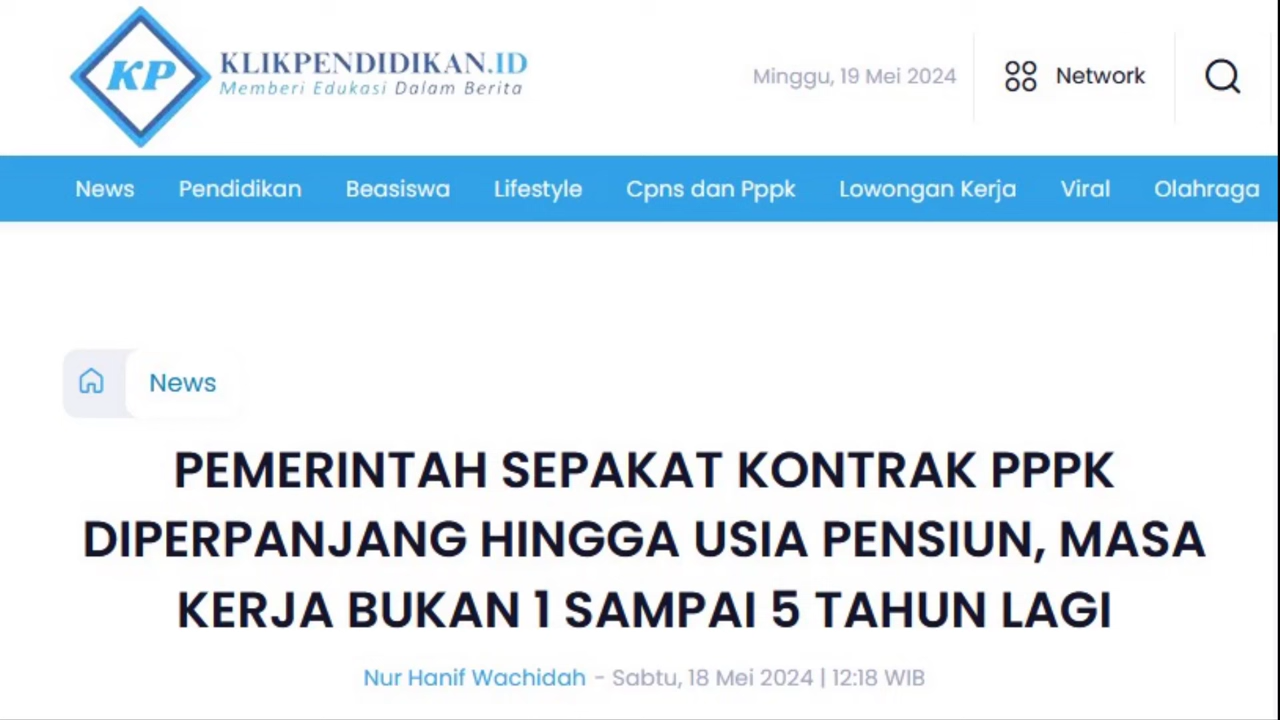 KP
KLIKPENDIDIKAN.ID
Memberi Edukasi Dalam Berita
Minggu, 19 Mei 2024
Network
News Pendidikan Beasiswa Lifestyle Cpns dan Pppk Lowongan Kerja Viral Olahraga
News
PEMERINTAH SEPAKAT KONTRAK PPPK
DIPERPANJANG HINGGA USIA PENSIUN, MASA
KERJA BUKAN 1 SAMPAI 5 TAHUN LAGI
Nur Hanif Wachidah - Sabtu, 18 Mei 2024 | 12:18 WIB